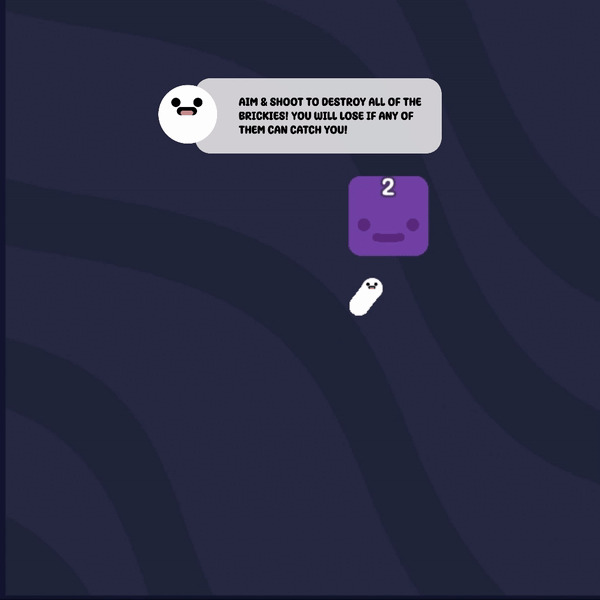 AIM & SHOOT TO DESTROY ALL OF THE
BRICKIES! YOU WILL LOSE IF ANY OF
THEM CAN CATCH YOU!
2